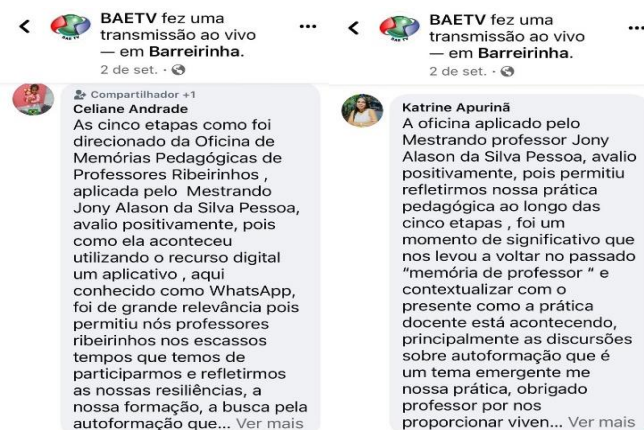 BAETV fez uma
transmissão ao vivo
— em Barreirinha.
2 de set. ·
BAE TV
Compartilhador +1
Celiane Andrade
As cinco etapas como foi
direcionado da Oficina de
Memórias Pedagógicas de
Professores Ribeirinhos ,
aplicada pelo Mestrando
Jony Alason da Silva Pessoa,
avalio positivamente, pois
como ela aconteceu
utilizando o recurso digital
um aplicativo , aqui
conhecido como WhatsApp,
foi de grande relevância pois
permitiu nós professores
ribeirinhos nos escassos
tempos que temos de
participarmos e refletirmos
as nossas resiliências, a
nossa formação, a busca pela
autoformação que... Ver mais
BAETV fez uma
transmissão ao vivo
— em Barreirinha.
2 de set. ·
BAE TV
Katrine Apurinã
A oficina aplicado pelo
Mestrando professor Jony
Alason da Silva Pessoa, avalio
positivamente, pois permitiu
refletirmos nossa prática
pedagógica ao longo das
cinco etapas , foi um
momento de significativo que
nos levou a voltar no passado
"memória de professor " e
contextualizar com o
presente como a prática
docente está acontecendo,
principalmente as discursões
sobre autoformação que é
um tema emergente me
nossa prática, obrigado
professor por nos
proporcionar viven... Ver mais